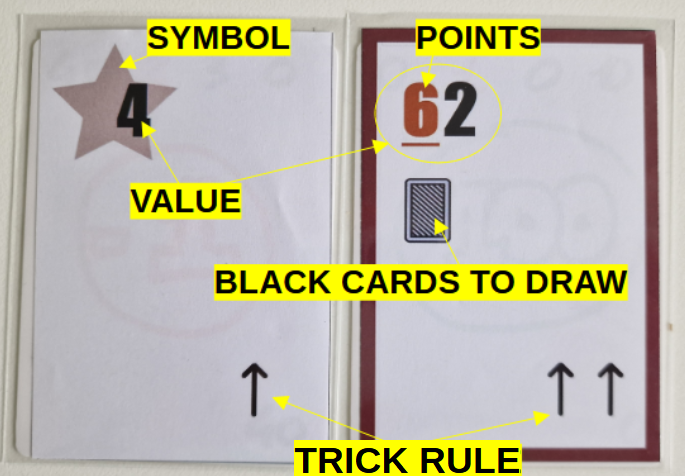 SYMBOL
POINTS
4
62
VALUE
BLACK CARDS TO DRAW
TRICK RULE